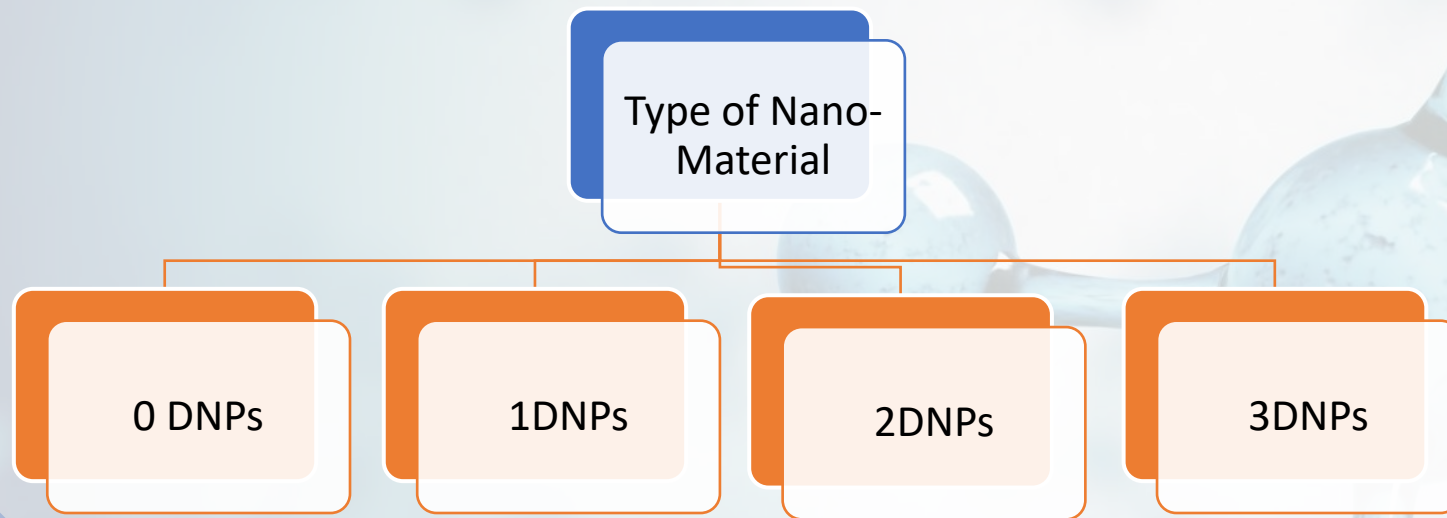 Type of Nano-
Material
0 DNPs
1DNPs
2DNPs
3DNPs